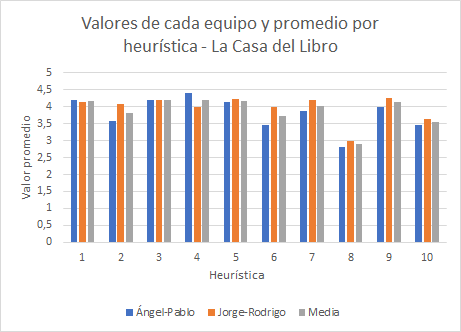 Valores de cada equipo y promedio por
heurística - La Casa del Libro
5
4,5
4
3,5
3
2,5
2
1,5
1
0,5
0
Valor promedio
1 2 3 4 5 6 7 8 9 10
Heurística
Ángel-Pablo Jorge-Rodrigo Media